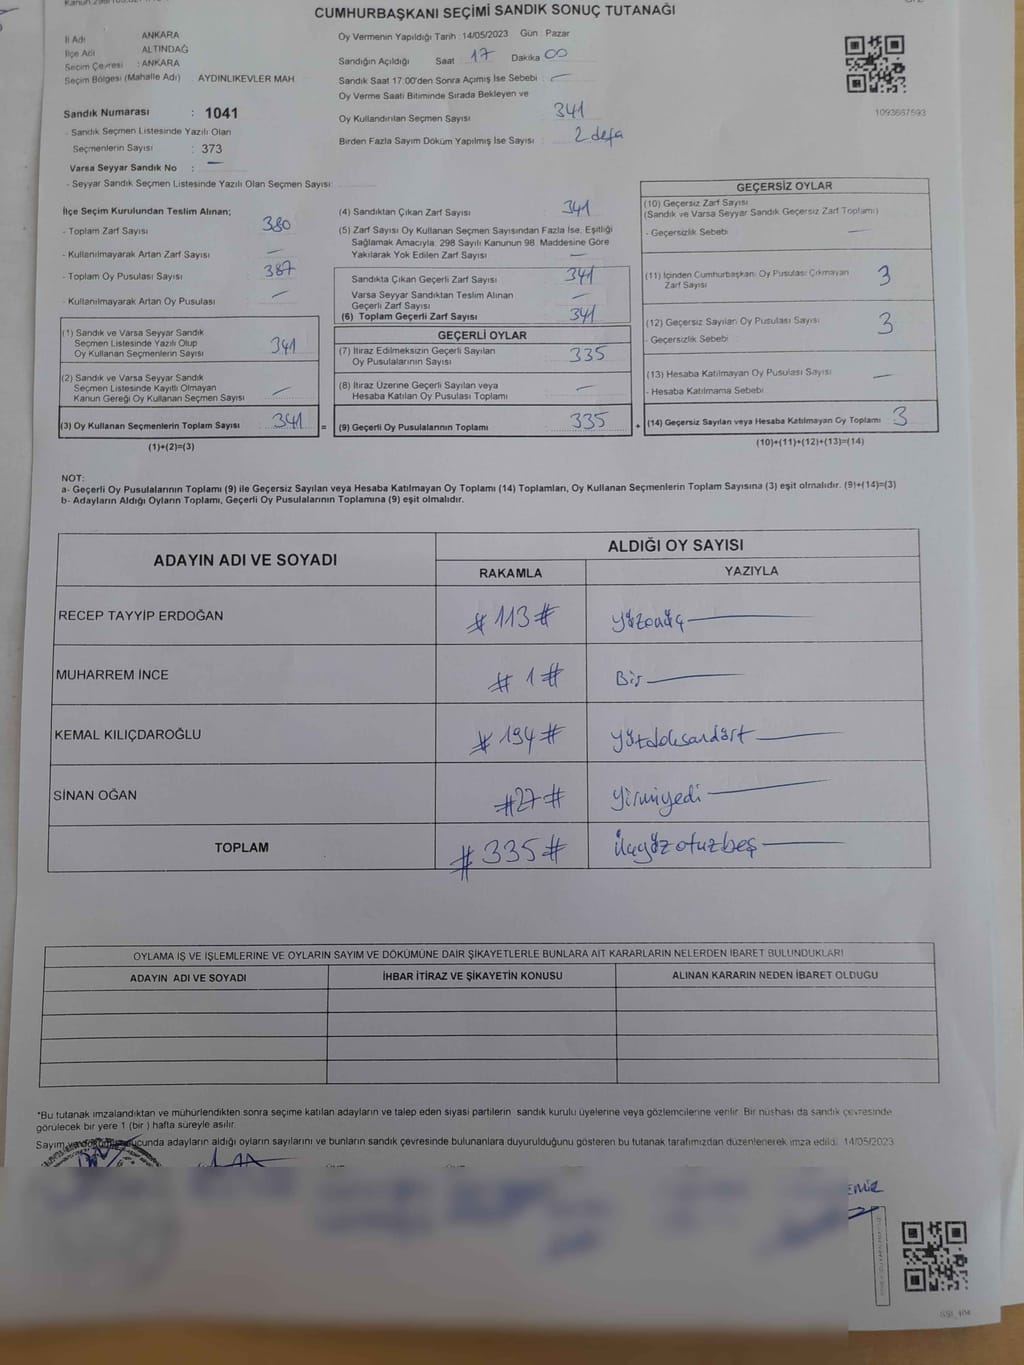 CUMHURBAŞKANI SEÇİMİ SANDIK SONUÇ TUTANAĞI
İl Adı ANKARA
İlçe Adı ALTINDAĞ
Seçim Çevresi : ANKARA
Seçim Bölgesi (Mahalle Adı) : AYDINLIKEVLER MAH
Sandık Numarası : 1041
- Sandık Seçmen Listesinde Yazılı Olan
Seçmenlerin Sayısı : 373
Varsa Seyyar Sandık No : —
- Seyyar Sandık Seçmen Listesinde Yazılı Olan Seçmen Sayısı:
Oy Vermenin Yapıldığı Tarih : 14/05/2023 Gün : Pazar
Sandığın Açıldığı Saat 17 Dakika 00
Sandık Saat 17:00'den Sonra Açılmış İse Sebebi : —
Oy Verme Saati Bitiminde Sırada Bekleyen ve
Oy Kullandırılan Seçmen Sayısı 341
Birden Fazla Sayım Döküm Yapılmış İse Sayısı : 2 defa
1093667593
İlçe Seçim Kurulundan Teslim Alınan;
- Toplam Zarf Sayısı 380
- Kullanılmayarak Artan Zarf Sayısı —
- Toplam Oy Pusulası Sayısı 387
- Kullanılmayarak Artan Oy Pusulası —
(1) Sandık ve Varsa Seyyar Sandık
Seçmen Listesinde Yazılı Olup
Oy Kullanan Seçmenlerin Sayısı 341
(2) Sandık ve Varsa Seyyar Sandık
Seçmen Listesinde Kayıtlı Olmayan
Kanun Gereği Oy Kullanan Seçmen Sayısı —
(3) Oy Kullanan Seçmenlerin Toplam Sayısı 341 =
(1)+(2)=(3)
(4) Sandıktan Çıkan Zarf Sayısı 341
(5) Zarf Sayısı Oy Kullanan Seçmen Sayısından Fazla İse, Eşitliği
Sağlamak Amacıyla, 298 Sayılı Kanunun 98. Maddesine Göre
Yakılarak Yok Edilen Zarf Sayısı —
Sandıkta Çıkan Geçerli Zarf Sayısı 341
Varsa Seyyar Sandıktan Teslim Alınan
Geçerli Zarf Sayısı —
(6) Toplam Geçerli Zarf Sayısı 341
GEÇERLİ OYLAR
(7) İtiraz Edilmeksizin Geçerli Sayılan
Oy Pusulalarının Sayısı 335
(8) İtiraz Üzerine Geçerli Sayılan veya
Hesaba Katılan Oy Pusulası Toplamı —
(9) Geçerli Oy Pusulalarının Toplamı 335 +
GEÇERSİZ OYLAR
(10) Geçersiz Zarf Sayısı
(Sandık ve Varsa Seyyar Sandık Geçersiz Zarf Toplamı)
- Geçersizlik Sebebi —
(11) İçinden Cumhurbaşkanı Oy Pusulası Çıkmayan
Zarf Sayısı 3
(12) Geçersiz Sayılan Oy Pusulası Sayısı 3
- Geçersizlik Sebebi
(13) Hesaba Katılmayan Oy Pusulası Sayısı —
- Hesaba Katılmama Sebebi
(14) Geçersiz Sayılan veya Hesaba Katılmayan Oy Toplamı 3
(10)+(11)+(12)+(13)=(14)
NOT:
a- Geçerli Oy Pusulalarının Toplamı (9) ile Geçersiz Sayılan veya Hesaba Katılmayan Oy Toplamı (14) Toplamları, Oy Kullanan Seçmenlerin Toplam Sayısına (3) eşit olmalıdır. (9)+(14)=(3)
b- Adayların Aldığı Oyların Toplamı, Geçerli Oy Pusulalarının Toplamına (9) eşit olmalıdır.
ADAYIN ADI VE SOYADI
ALDIĞI OY SAYISI
RAKAMLA YAZIYLA
RECEP TAYYİP ERDOĞAN #113# Yüzonüç
MUHARREM İNCE #1# Bir
KEMAL KILIÇDAROĞLU #194# Yüzdoksandört
SİNAN OĞAN #27# Yirmiyedi
TOPLAM #335# Üçyüzotuzbeş
OYLAMA İŞ VE İŞLEMLERİNE VE OYLARIN SAYIM VE DÖKÜMÜNE DAİR ŞİKAYETLERLE BUNLARA AİT KARARLARIN NELERDEN İBARET BULUNDUKLARI
ADAYIN ADI VE SOYADI İHBAR İTİRAZ VE ŞİKAYETİN KONUSU ALINAN KARARIN NEDEN İBARET OLDUĞU
*Bu tutanak imzalandıktan ve mühürlendikten sonra seçime katılan adayların ve talep eden siyasi partilerin sandık kurulu üyelerine veya gözlemcilerine verilir. Bir nüshası da sandık çevresinde
görülecek bir yere 1 (bir ) hafta süreyle asılır.
cunda adayların aldığı oyların sayılarını ve bunların sandık çevresinde bulunanlara duyurulduğunu gösteren bu tutanak tarafımızdan düzenlenerek imza edildi. 14/05/2023